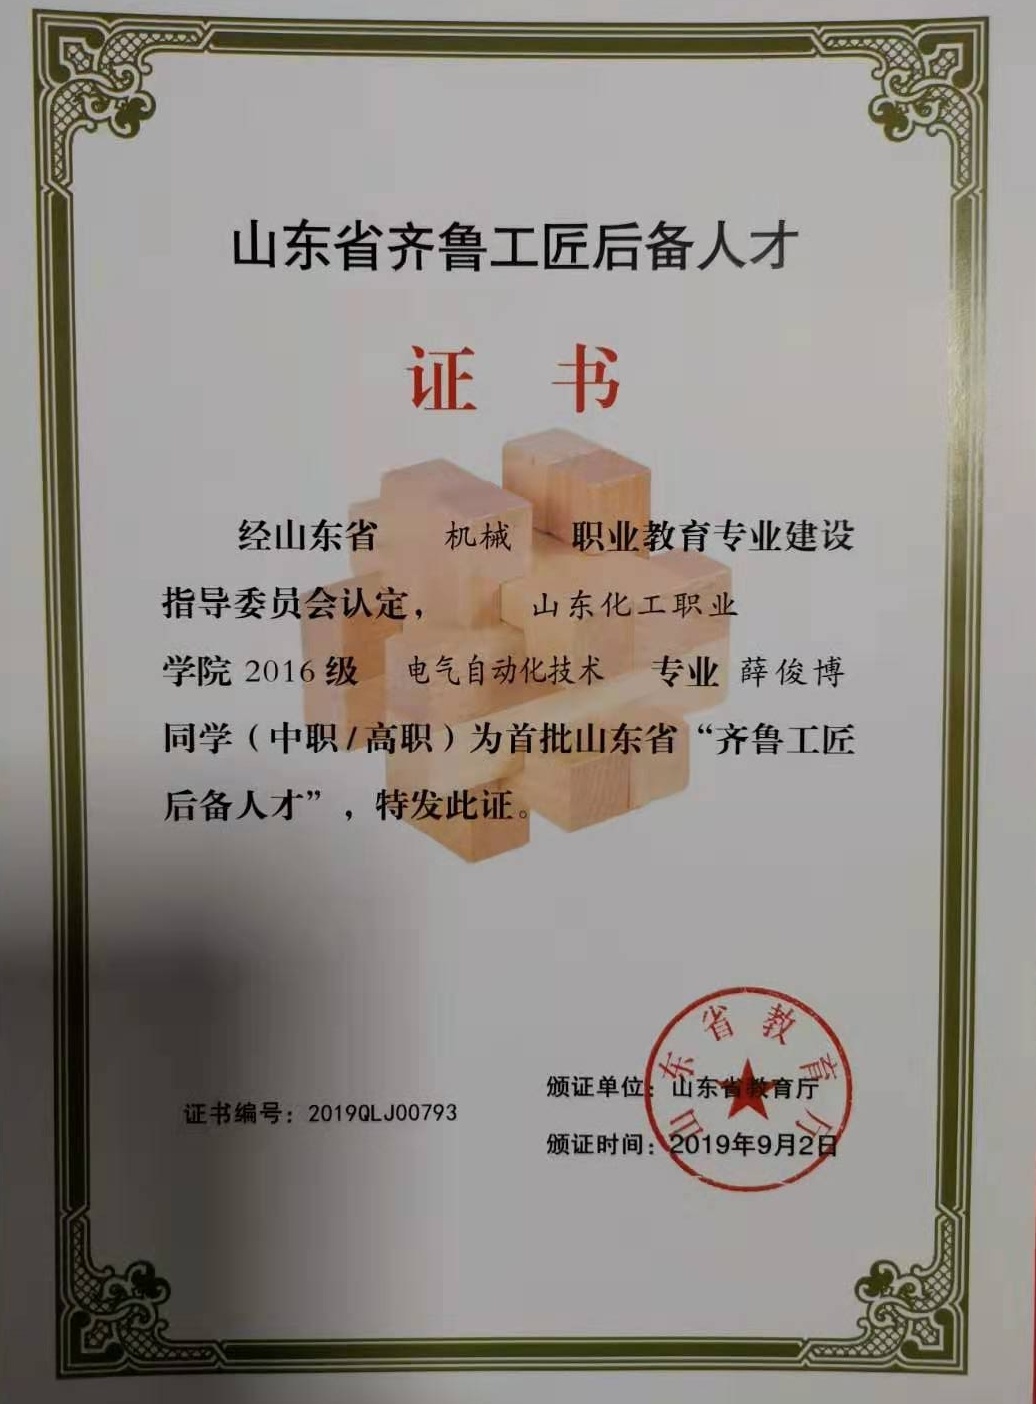 山东省齐鲁工匠后备人才
证 书
经山东省 机械 职业教育专业建设
指导委员会认定， 山东化工职业
学院 2016 级 电气自动化技术 专业 薛俊博
同学（中职/高职）为首批山东省“齐鲁工匠
后备人才”，特发此证。
证书编号：2019QLJ00793
颁证单位：山东省教育厅
颁证时间：2019年9月2日
山东省教育厅